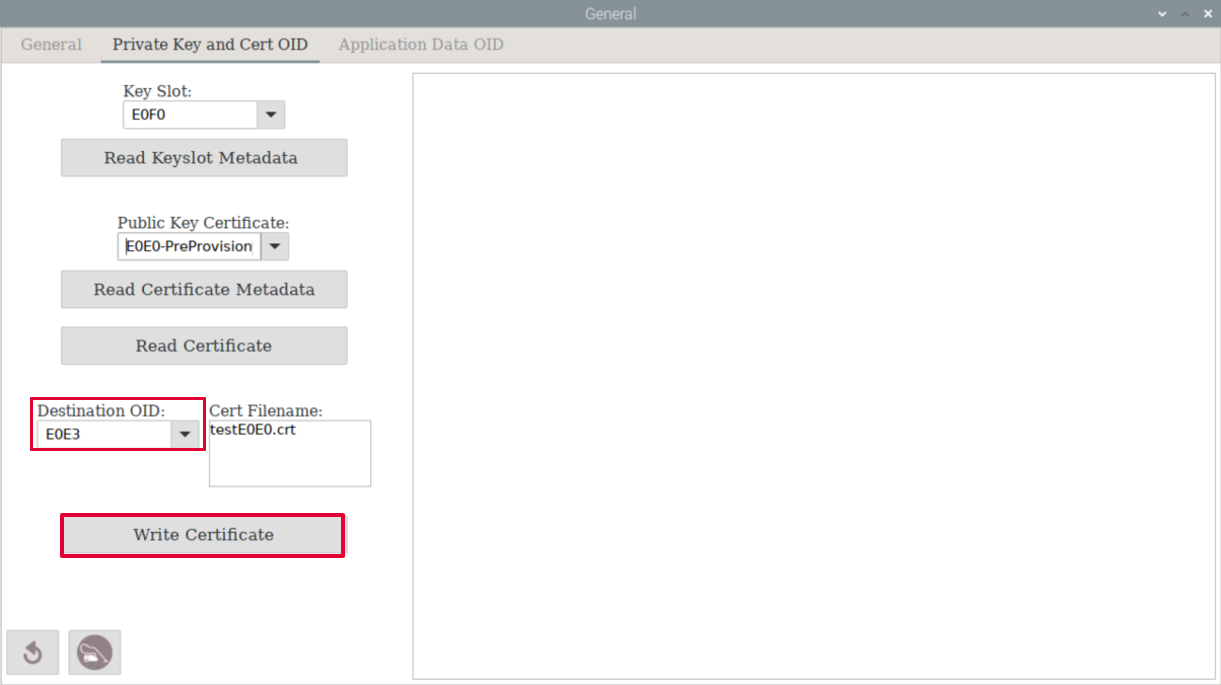 General
General Private Key and Cert OID Application Data OID
Key Slot:
E0F0
Read Keyslot Metadata
Public Key Certificate:
E0E0-PreProvision
Read Certificate Metadata
Read Certificate
Destination OID: Cert Filename:
E0E3 testE0E0.crt
Write Certificate